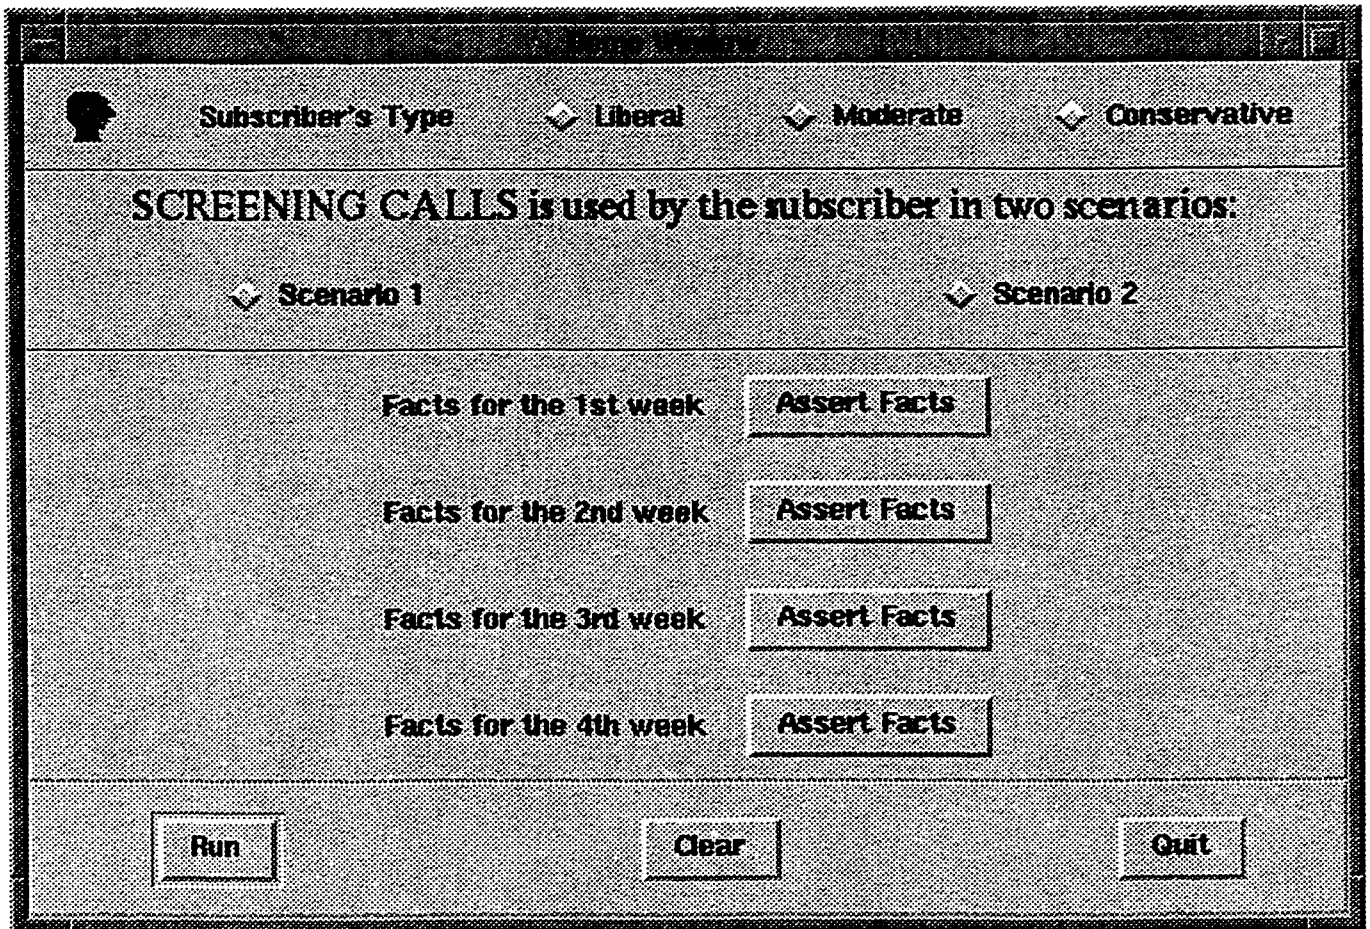 Demo Window
Subscriber's Type Liberal Moderate Conservative
SCREENING CALLS is used by the subscriber in two scenarios:
Scenario 1 Scenario 2
Facts for the 1st week Assert Facts
Facts for the 2nd week Assert Facts
Facts for the 3rd week Assert Facts
Facts for the 4th week Assert Facts
Run Clear Quit